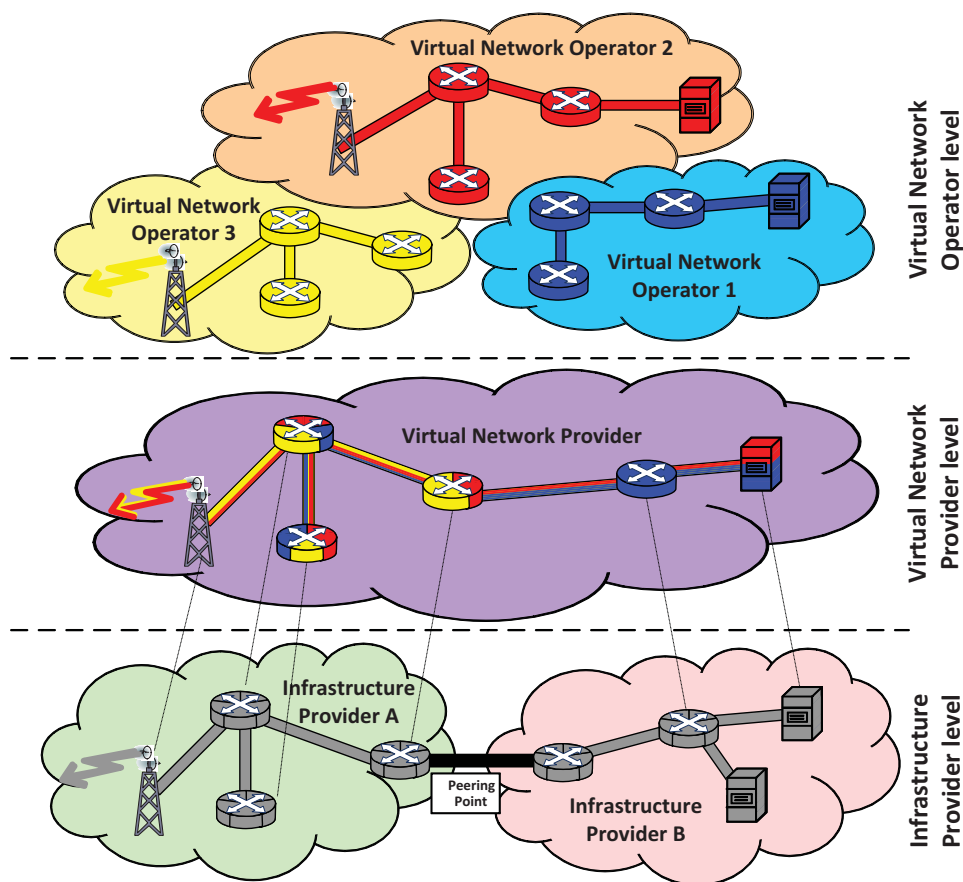 Virtual Network Operator 2
Virtual Network
Operator 3
Virtual Network
Operator 1
Virtual Network
Operator level
Virtual Network Provider
Virtual Network
Provider level
Infrastructure
Provider A
Peering
Point
Infrastructure
Provider B
Infrastructure
Provider level